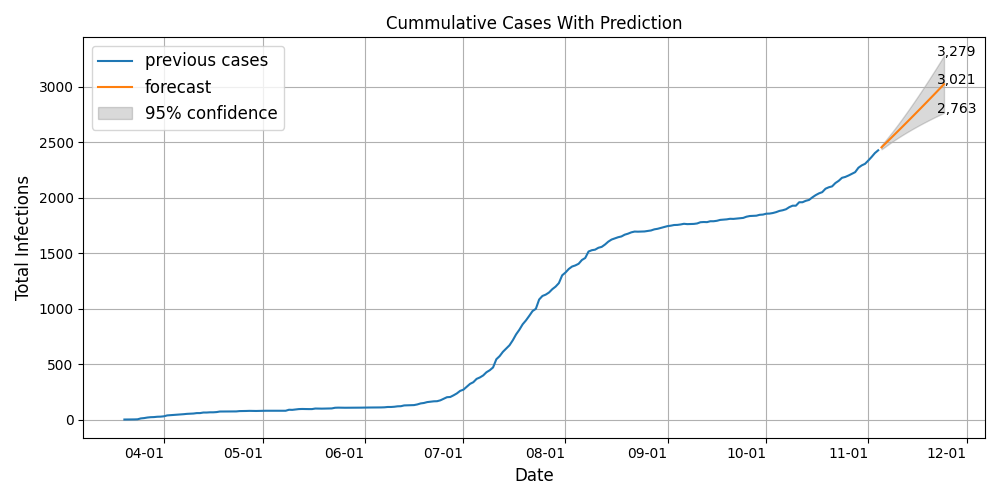 Cummulative Cases With Prediction
previous cases
forecast
95% confidence
3,279
3,021
2,763
3000
2500
2000
1500
1000
500
0
Total Infections
04-01 05-01 06-01 07-01 08-01 09-01 10-01 11-01 12-01
Date